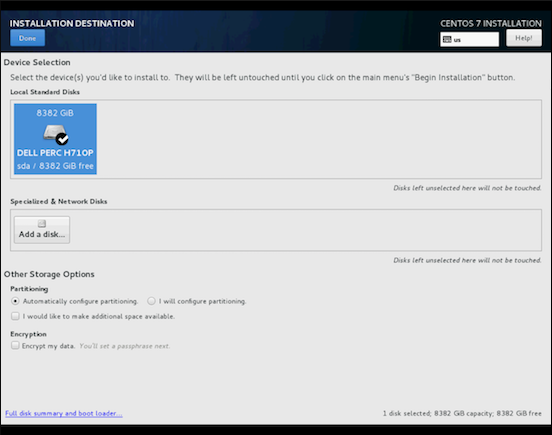 INSTALLATION DESTINATION
CENTOS 7 INSTALLATION
Done
us
Help!
Device Selection
Select the device(s) you'd like to install to. They will be left untouched until you click on the main menu's "Begin Installation" button.
Local Standard Disks
8382 GiB
DELL PERC H710P
sda / 8382 GiB free
Disks left unselected here will not be touched.
Specialized & Network Disks
Add a disk...
Disks left unselected here will not be touched.
Other Storage Options
Partitioning
Automatically configure partitioning. I will configure partitioning.
I would like to make additional space available.
Encryption
Encrypt my data. You'll set a passphrase next.
Full disk summary and boot loader...
1 disk selected; 8382 GiB capacity; 8382 GiB free